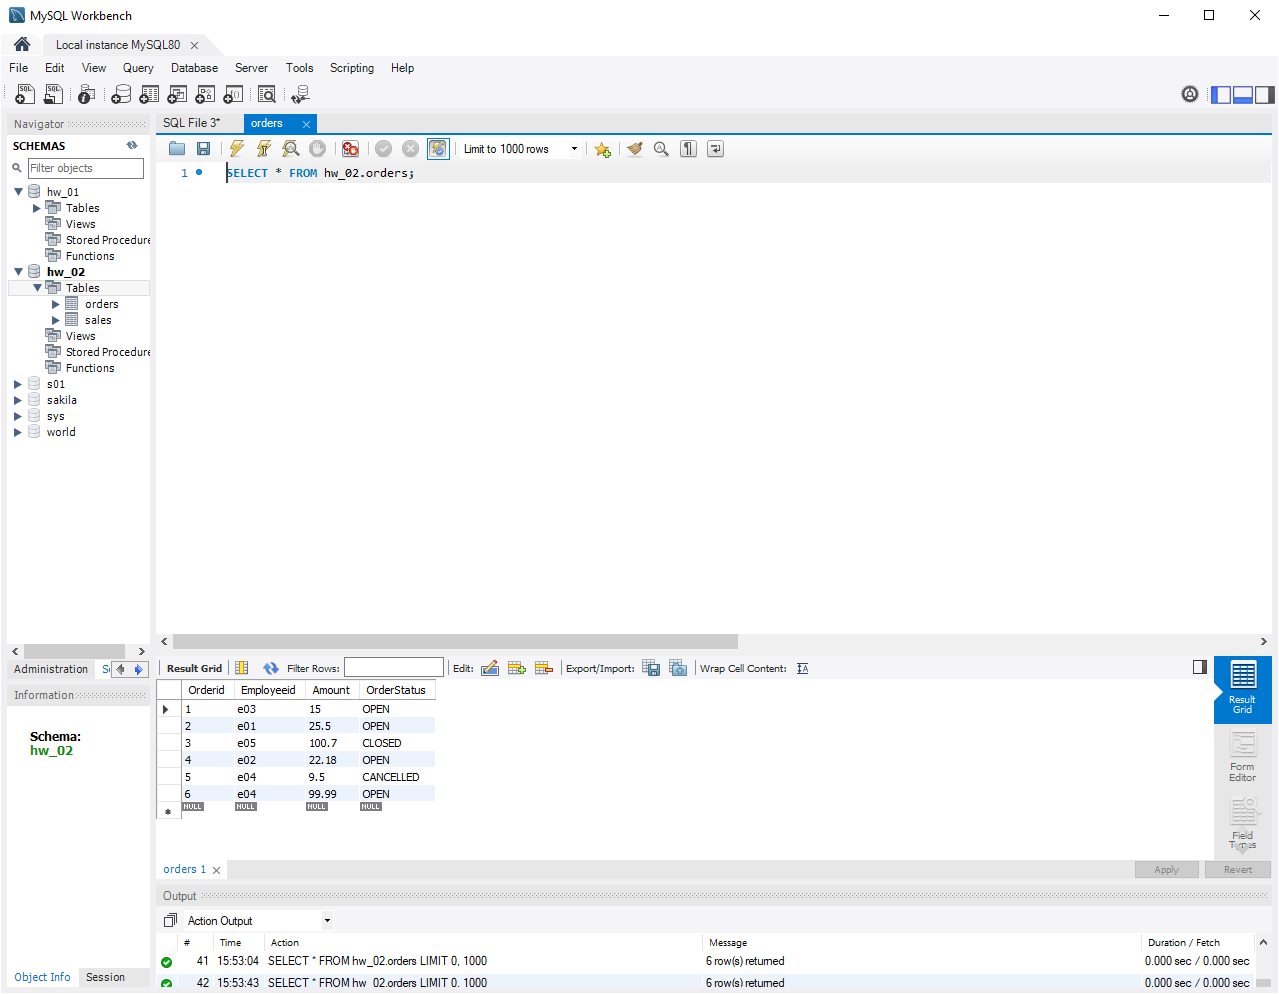 MySQL Workbench
Local instance MySQL80
File Edit View Query Database Server Tools Scripting Help
Navigator
SCHEMAS
Filter objects
hw_01
Tables
Views
Stored Procedure
Functions
hw_02
Tables
orders
sales
Views
Stored Procedure
Functions
s01
sakila
sys
world
Administration
Information
Schema:
hw_02
Object Info Session
SQL File 3* orders
Limit to 1000 rows
1 SELECT * FROM hw_02.orders;
Result Grid Filter Rows: Edit: Export/Import: Wrap Cell Content:
Orderid Employeeid Amount OrderStatus
1 e03 15 OPEN
2 e01 25.5 OPEN
3 e05 100.7 CLOSED
4 e02 22.18 OPEN
5 e04 9.5 CANCELLED
6 e04 99.99 OPEN
NULL NULL NULL NULL
Result
Grid
Form
Editor
Field
Types
orders 1
Apply Revert
Output
Action Output
# Time Action Message Duration / Fetch
41 15:53:04 SELECT * FROM hw_02.orders LIMIT 0, 1000 6 row(s) returned 0.000 sec / 0.000 sec
42 15:53:43 SELECT * FROM hw_02.orders LIMIT 0, 1000 6 row(s) returned 0.000 sec / 0.000 sec